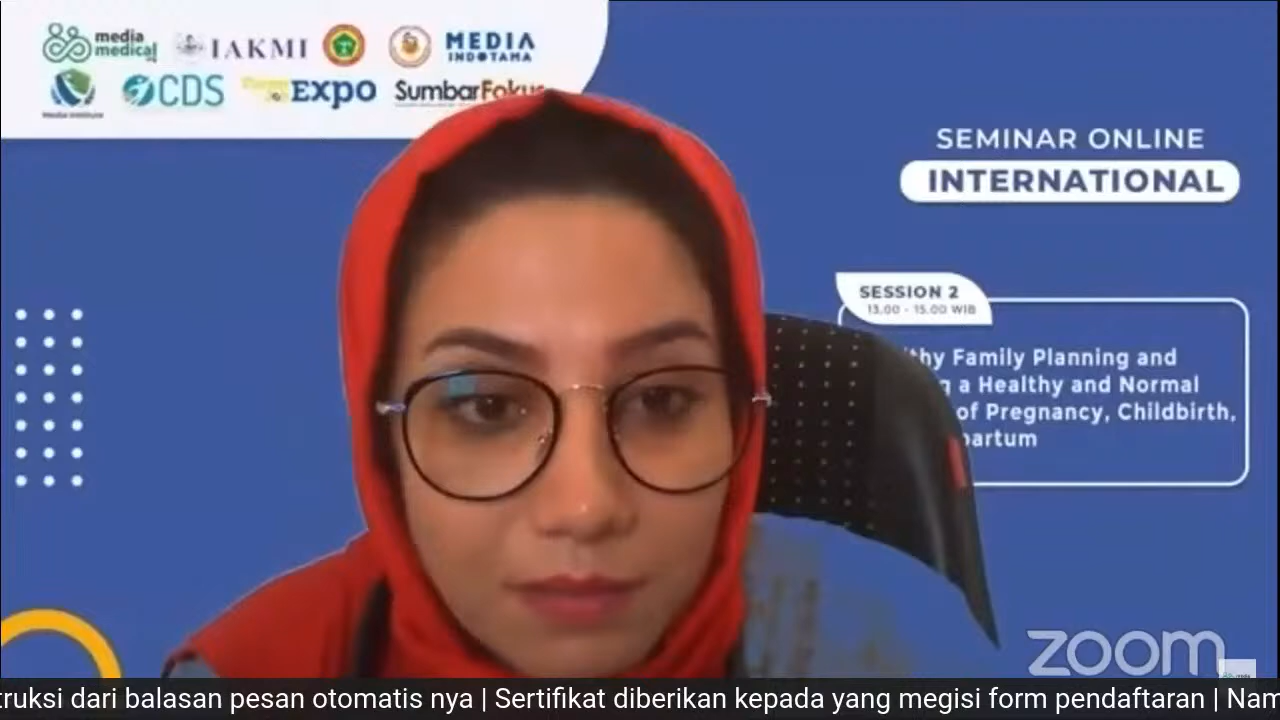 media
medical
IAKMI
MEDIA
INDOTAMA
CDS
EXPO
SumbarFokus
Media Institute
SEMINAR ONLINE
INTERNATIONAL
SESSION 2
13.00 - 15.00 WIB
thy Family Planning and
g a Healthy and Normal
of Pregnancy, Childbirth,
partum
zoom
truksi dari balasan pesan otomatis nya | Sertifikat diberikan kepada yang megisi form pendaftaran | Nam